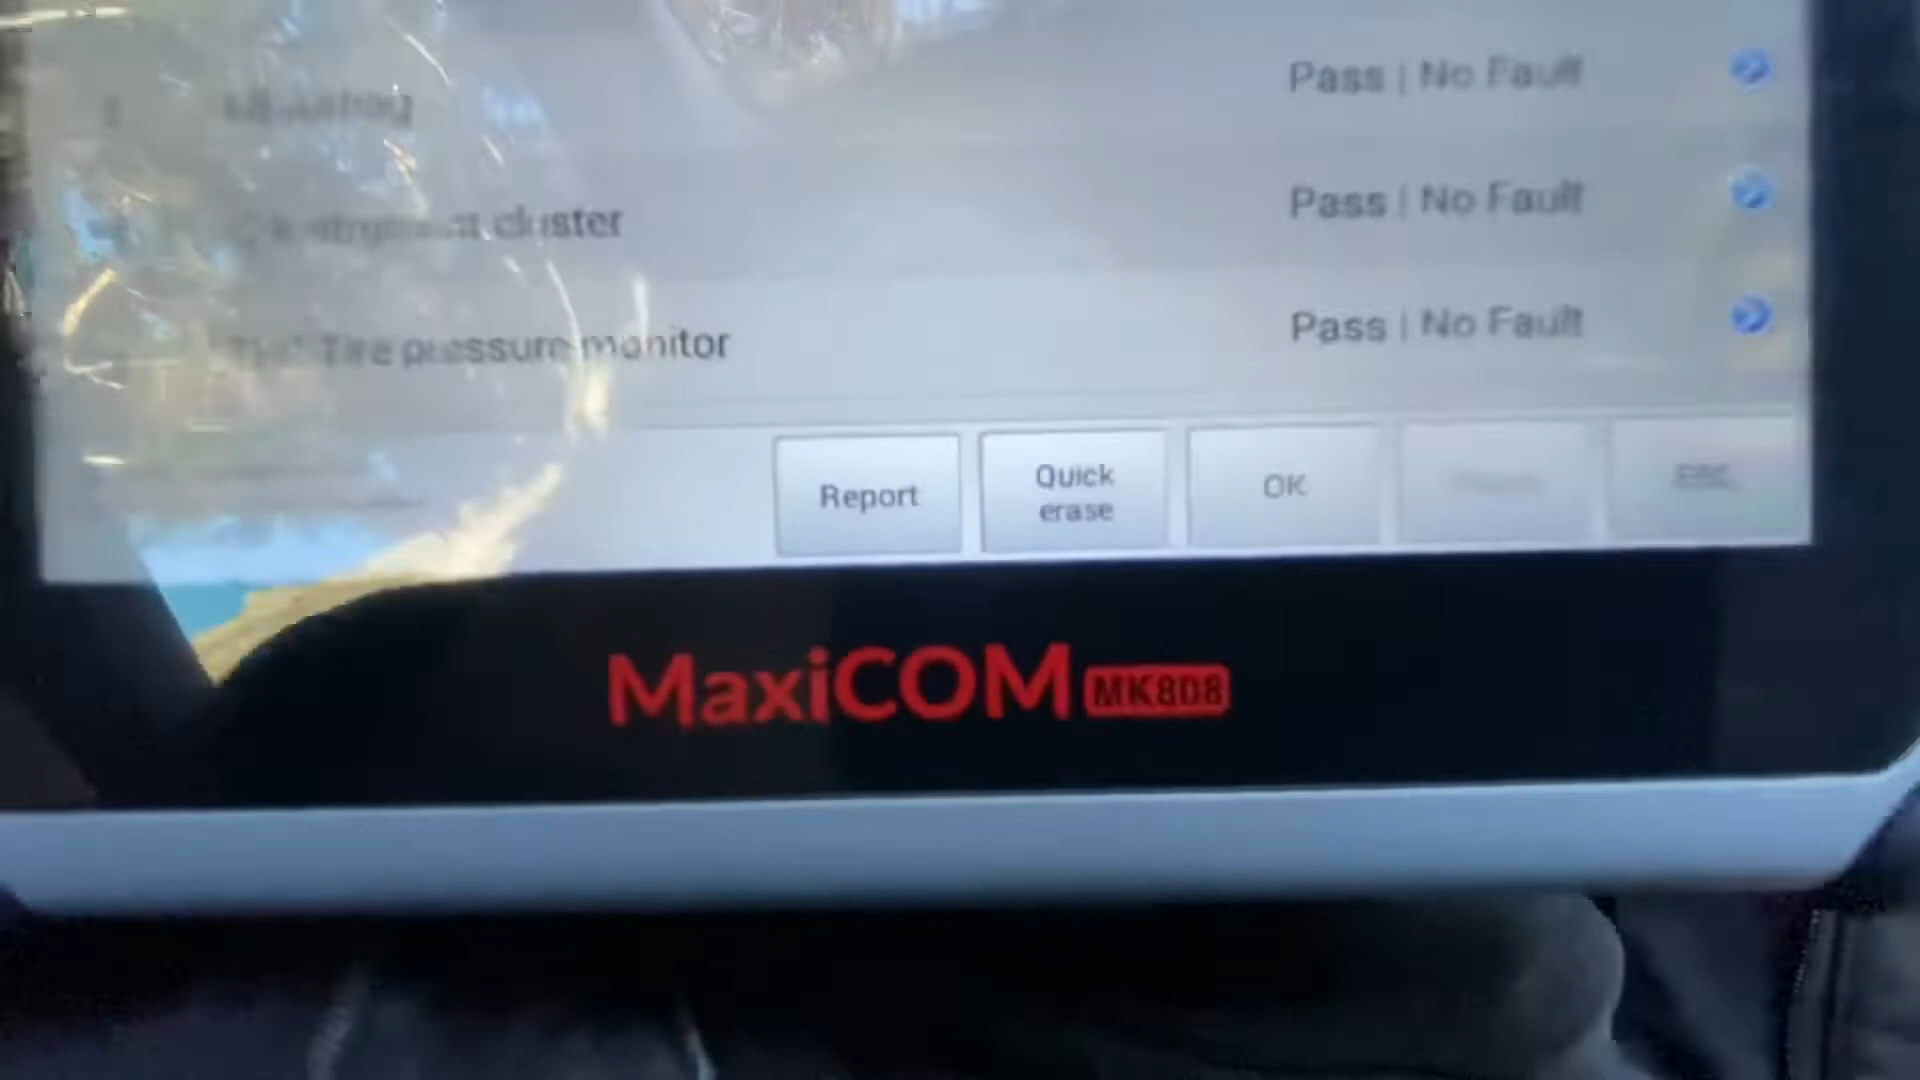 Pass | No Fault
cluster
Pass | No Fault
Tire pressure monitor
Pass | No Fault
Report
Quick
erase
OK
ESC
MaxiCOM MK808